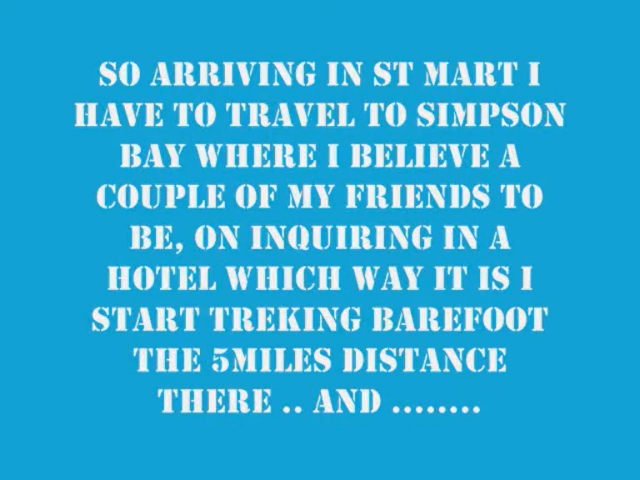 SO ARRIVING IN ST MART I
HAVE TO TRAVEL TO SIMPSON
BAY WHERE I BELIEVE A
COUPLE OF MY FRIENDS TO
BE, ON INQUIRING IN A
HOTEL WHICH WAY IT IS I
START TREKING BAREFOOT
THE 5MILES DISTANCE
THERE .. AND ........